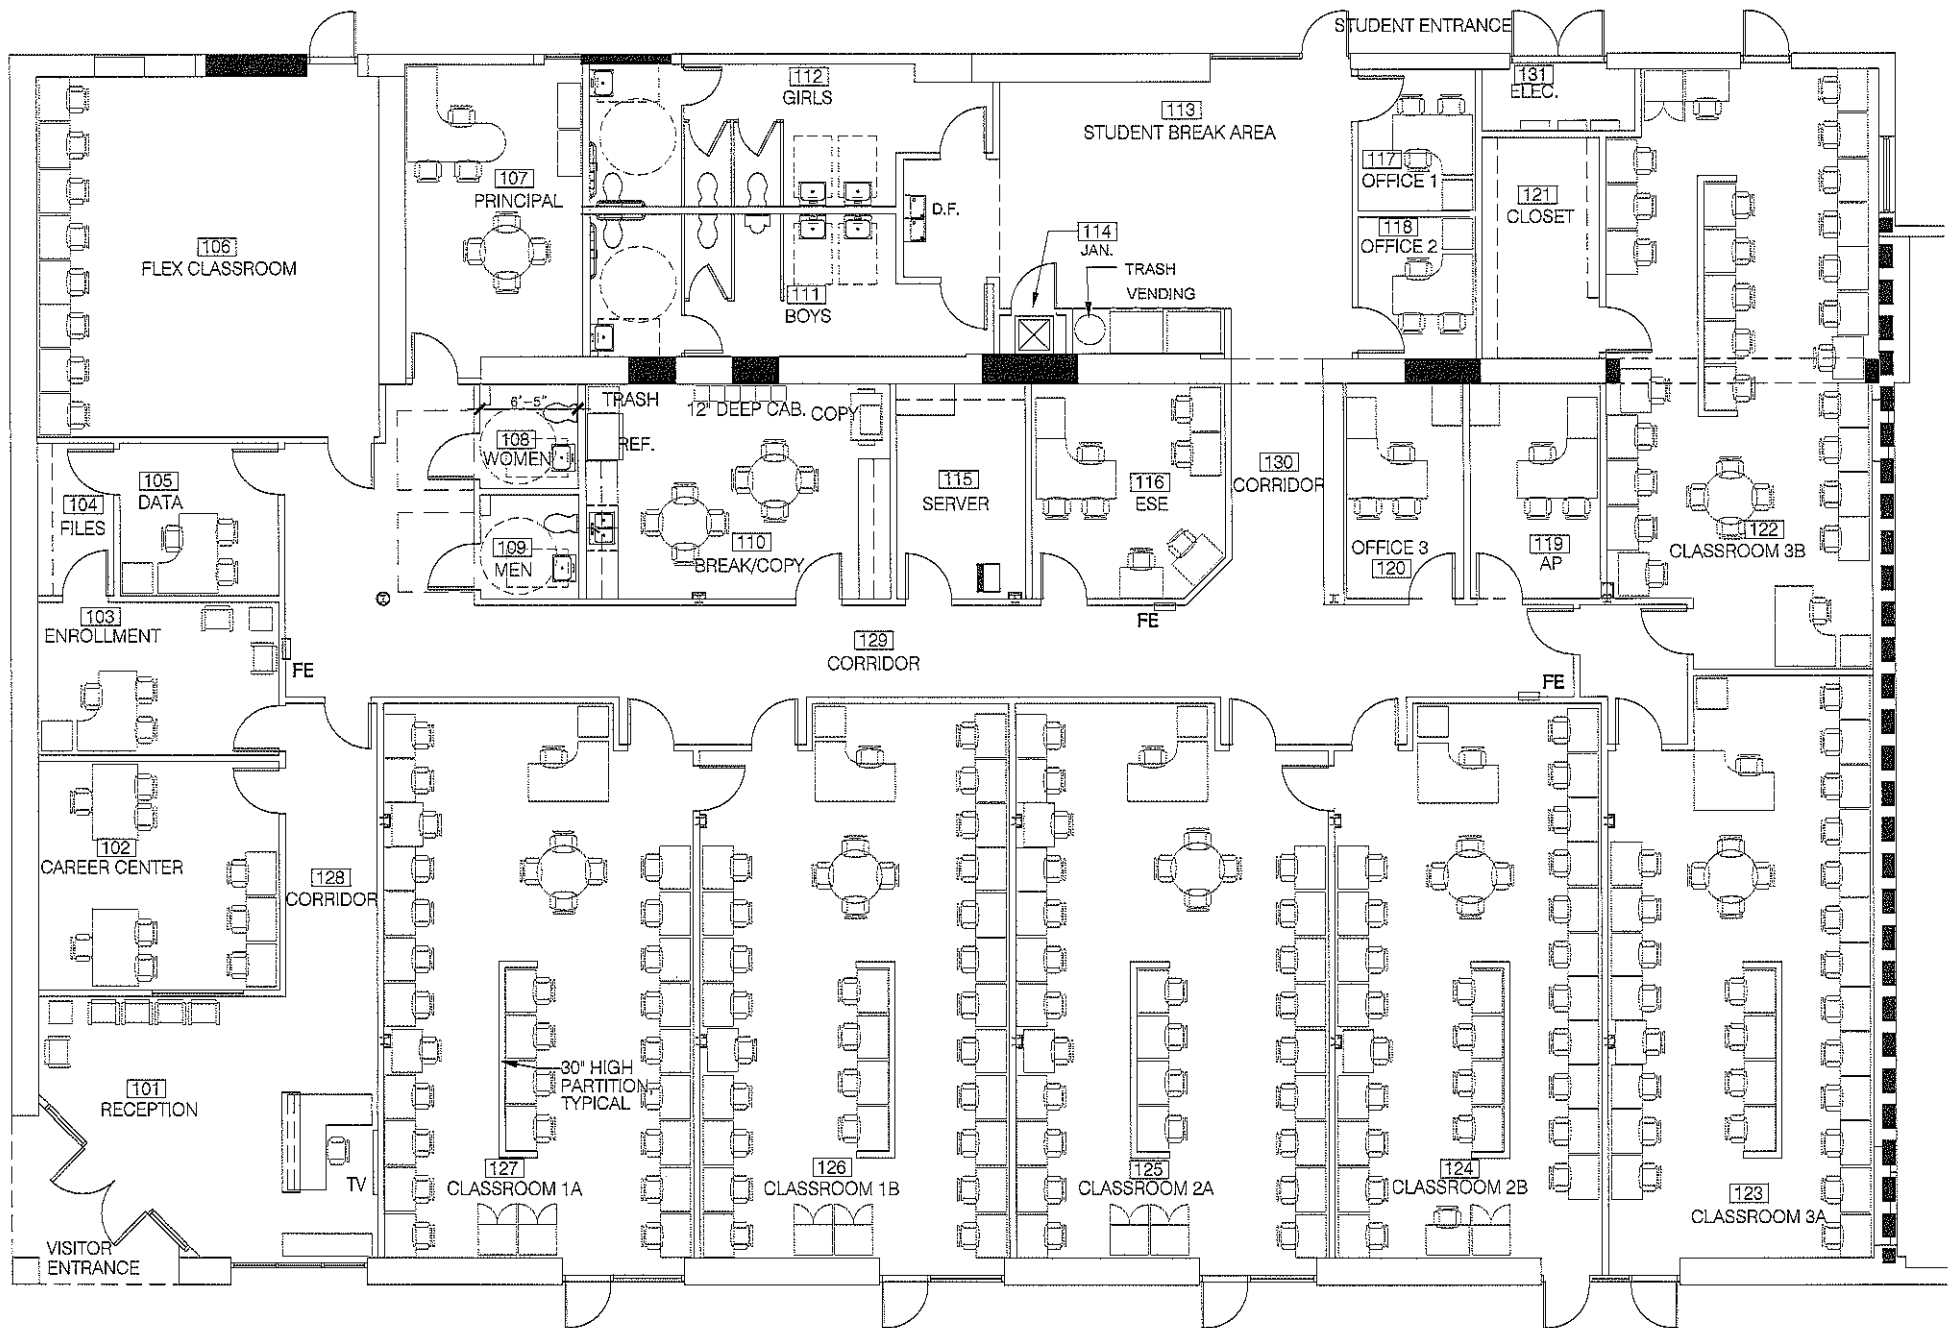 STUDENT ENTRANCE
112
GIRLS
131
ELEC.
113
STUDENT BREAK AREA
117
OFFICE 1
107
PRINCIPAL
121
CLOSET
D.F.
106
FLEX CLASSROOM
114
JAN.
118
OFFICE 2
TRASH
VENDING
111
BOYS
6'-5"
TRASH
12" DEEP CAB.
COPY
108
WOMEN
REF.
105
DATA
104
FILES
115
SERVER
116
ESE
130
CORRIDOR
122
CLASSROOM 3B
109
MEN
110
BREAK/COPY
OFFICE 3
120
119
AP
103
ENROLLMENT
FE
129
CORRIDOR
FE
FE
102
CAREER CENTER
128
CORRIDOR
30" HIGH
PARTITION,
TYPICAL
101
RECEPTION
TV
127
CLASSROOM 1A
126
CLASSROOM 1B
125
CLASSROOM 2A
124
CLASSROOM 2B
123
CLASSROOM 3A
VISITOR
ENTRANCE